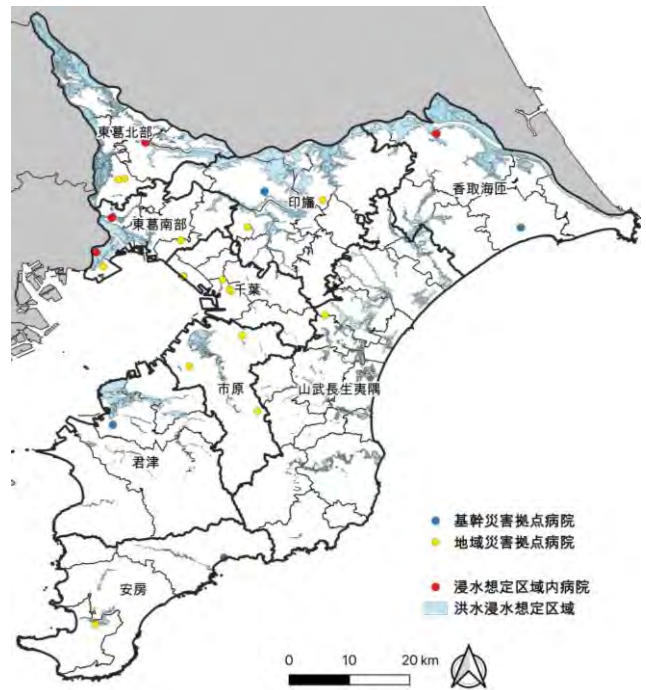 東葛北部
印旛
香取海匝
東葛南部
千葉
市原
山武長生夷隅
君津
安房
基幹災害拠点病院
地域災害拠点病院
浸水想定区域内病院
洪水浸水想定区域
0 10 20 km